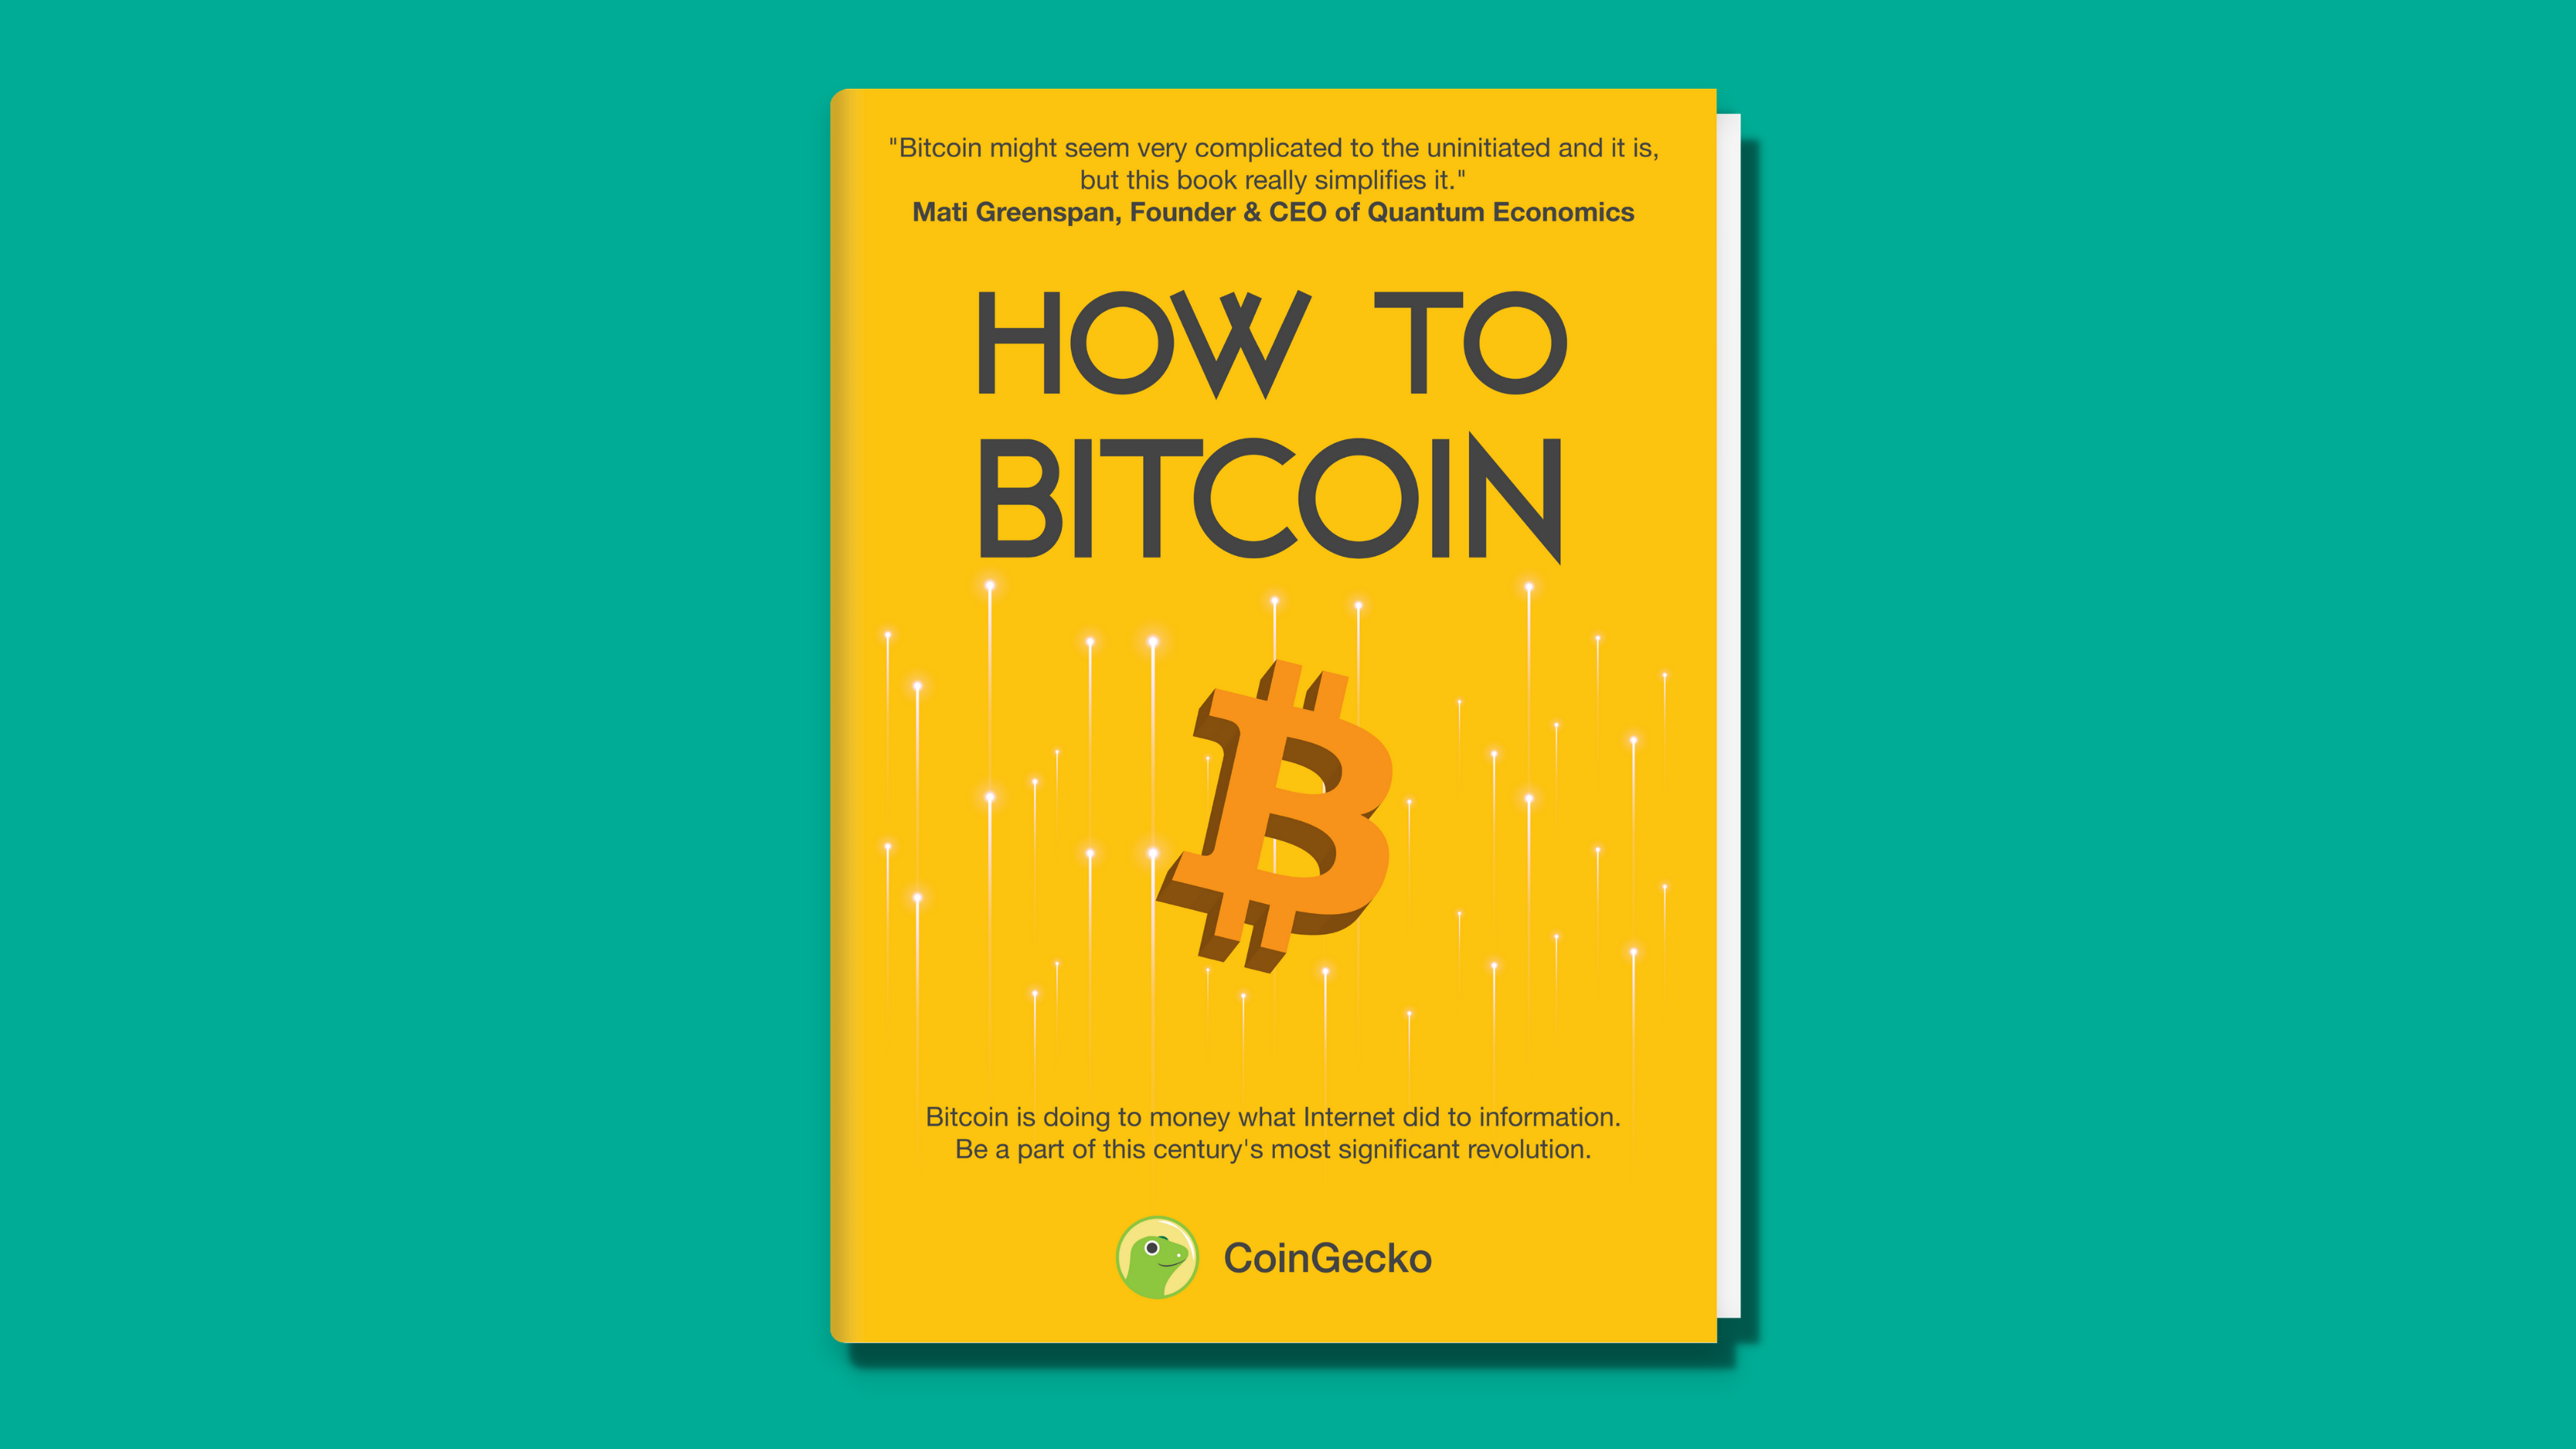 "Bitcoin might seem very complicated to the uninitiated and it is,
but this book really simplifies it."
Mati Greenspan, Founder & CEO of Quantum Economics
HOW TO
BITCOIN
Bitcoin is doing to money what Internet did to information.
Be a part of this century's most significant revolution.
CoinGecko